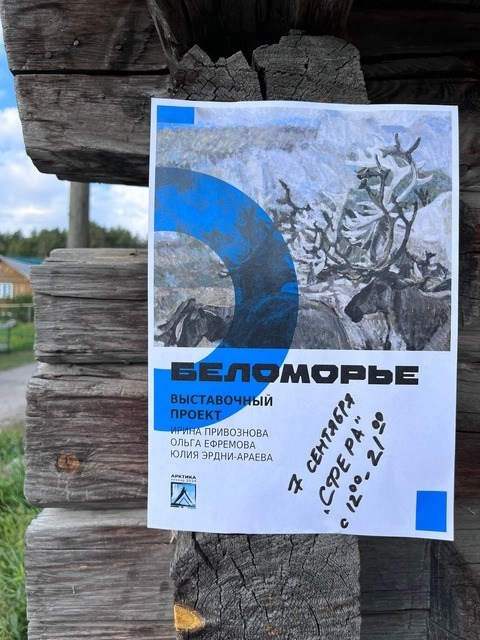 БЕЛОМОРЬЕ
ВЫСТАВОЧНЫЙ
ПРОЕКТ
ИРИНА ПРИВОЗНОВА
ОЛЬГА ЕФРЕМОВА
ЮЛИЯ ЭРДНИ-АРАЕВА
АРКТИКА
7 СЕНТЯБРЯ
"СФЕРА"
с 12⁰⁰- 21⁰⁰